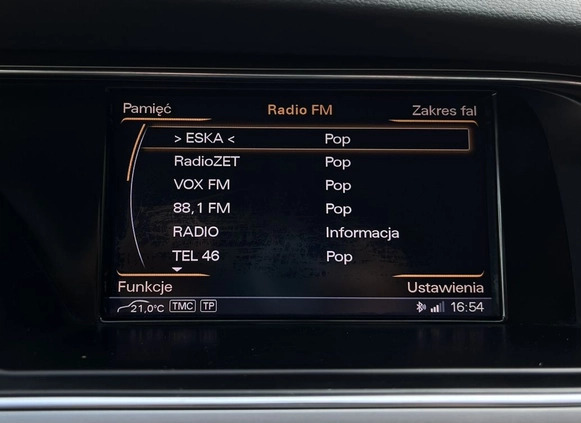 Pamięć Radio FM Zakres fal
> ESKA < Pop
RadioZET Pop
VOX FM Pop
88,1 FM Pop
RADIO Informacja
TEL 46 Pop
Funkcje Ustawienia
21,0°C TMC TP 16:54